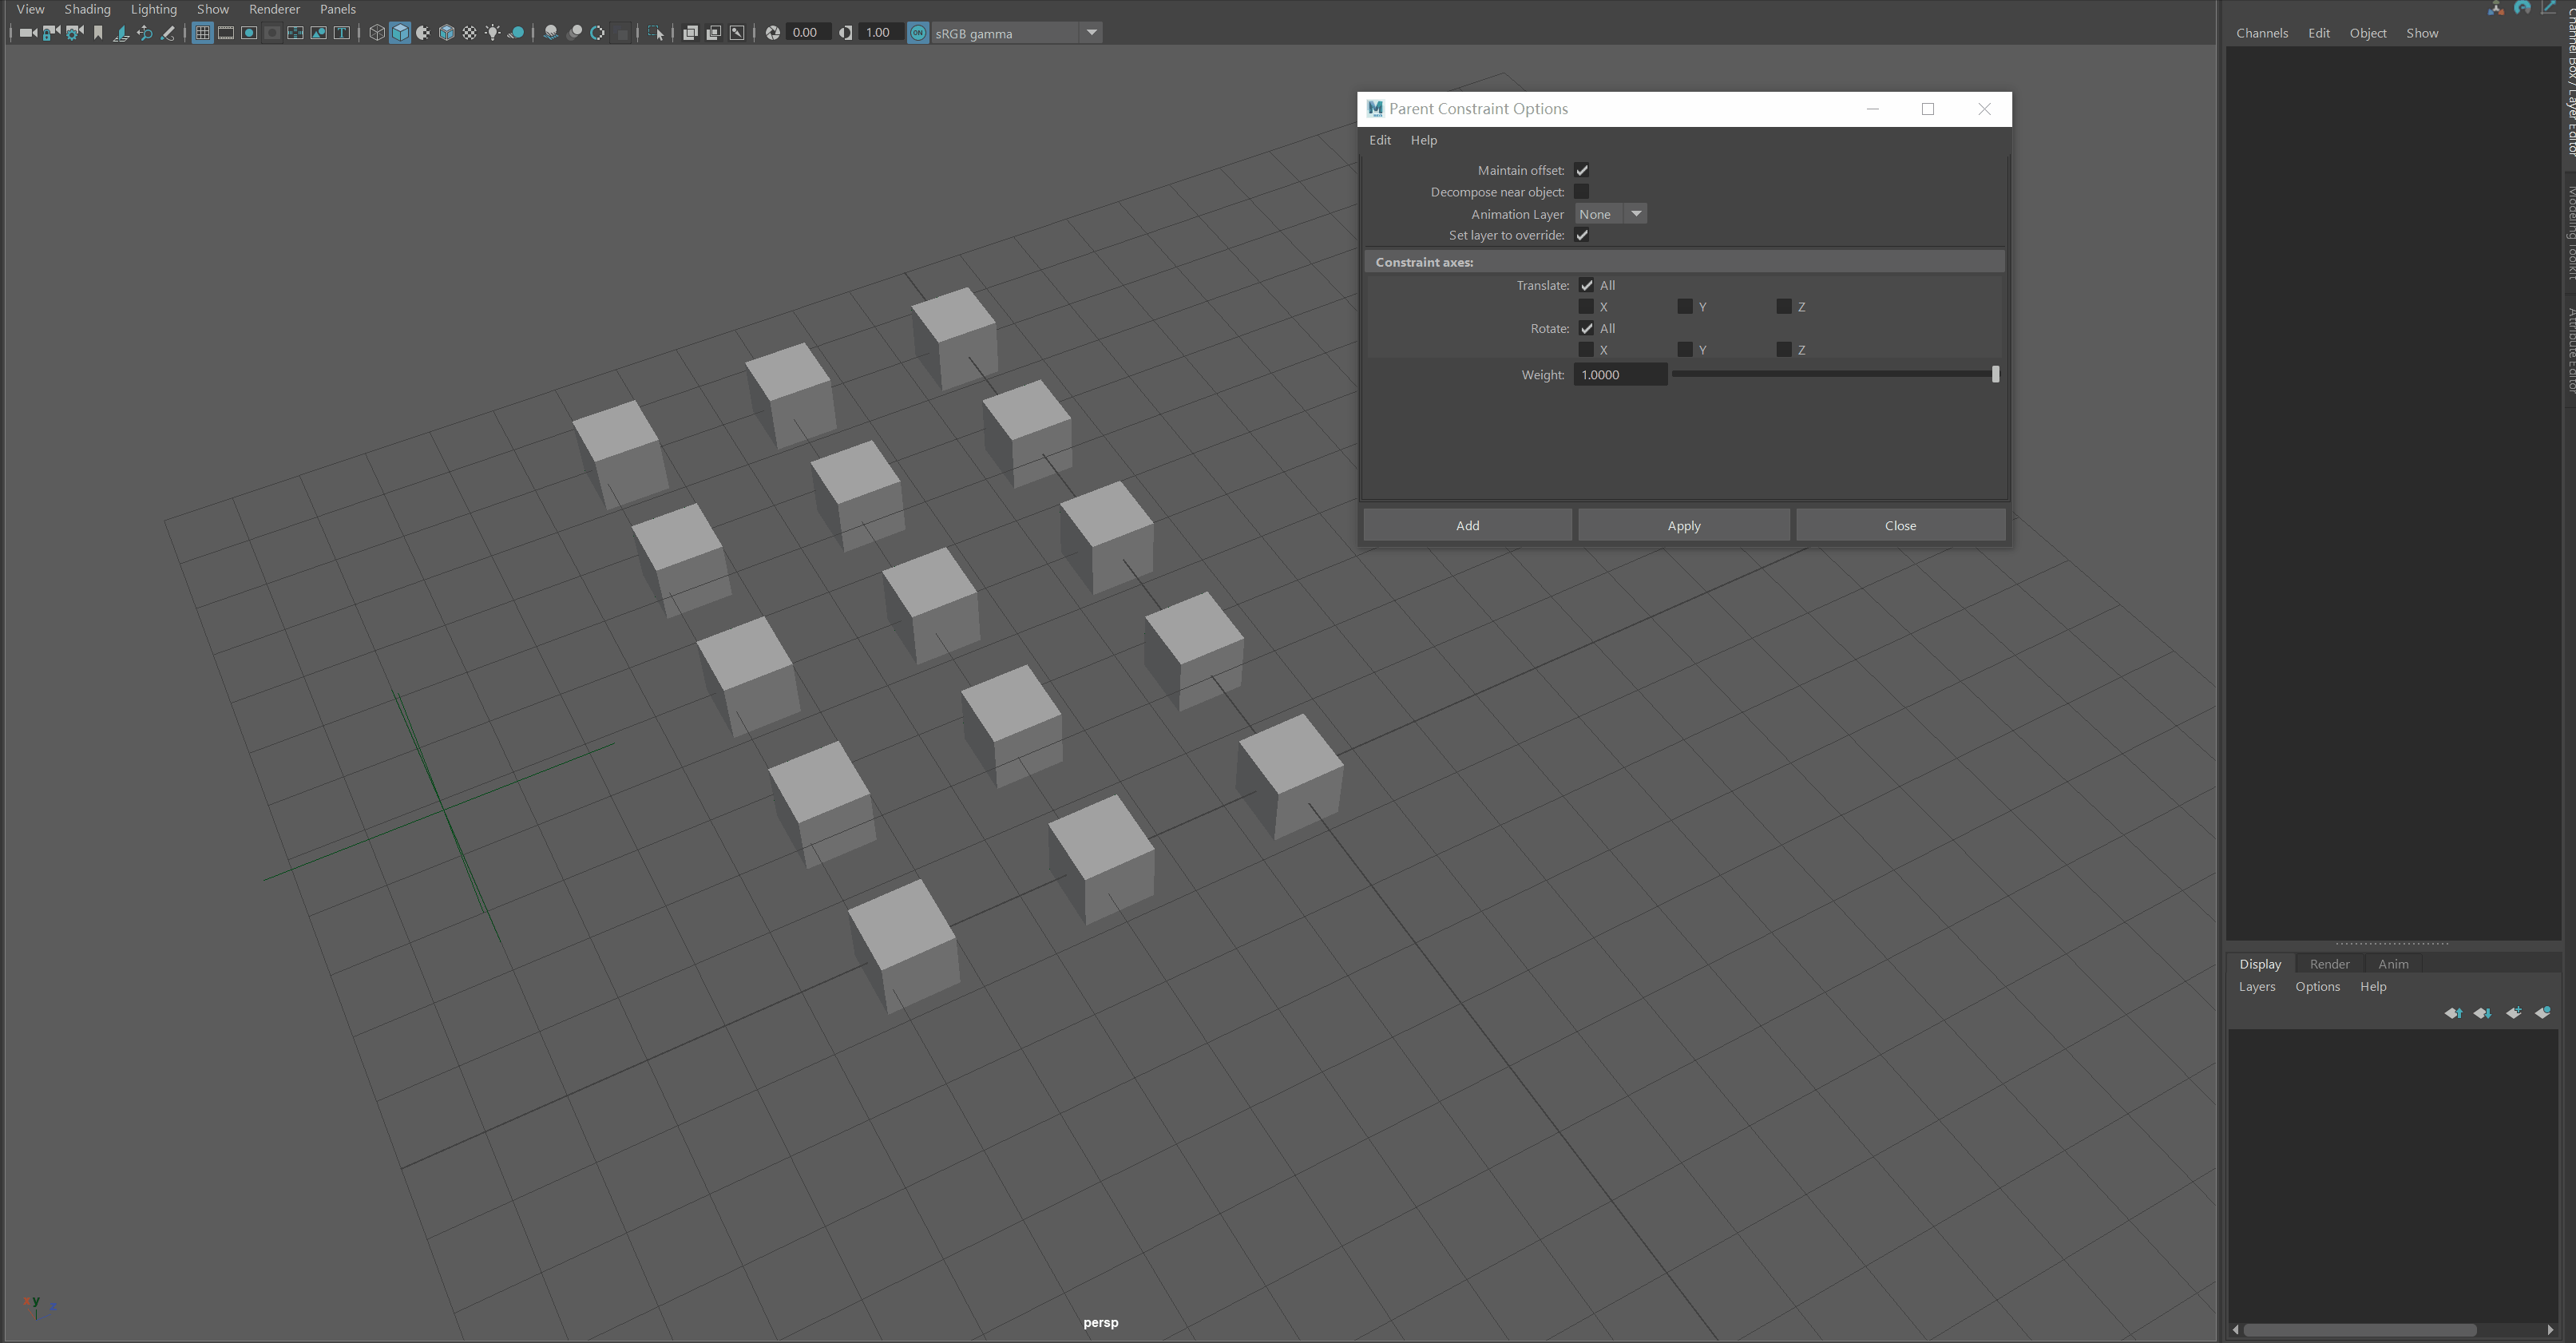 View Shading Lighting Show Renderer Panels
0.00 1.00 ON sRGB gamma
Channels Edit Object Show
Channel Box / Layer Editor
Modeling Toolkit
Attribute Editor
Parent Constraint Options
Edit Help
Maintain offset:
Decompose near object:
Animation Layer None
Set layer to override:
Constraint axes:
Translate: All
X Y Z
Rotate: All
X Y Z
Weight: 1.0000
Add Apply Close
Display Render Anim
Layers Options Help
x y z
persp